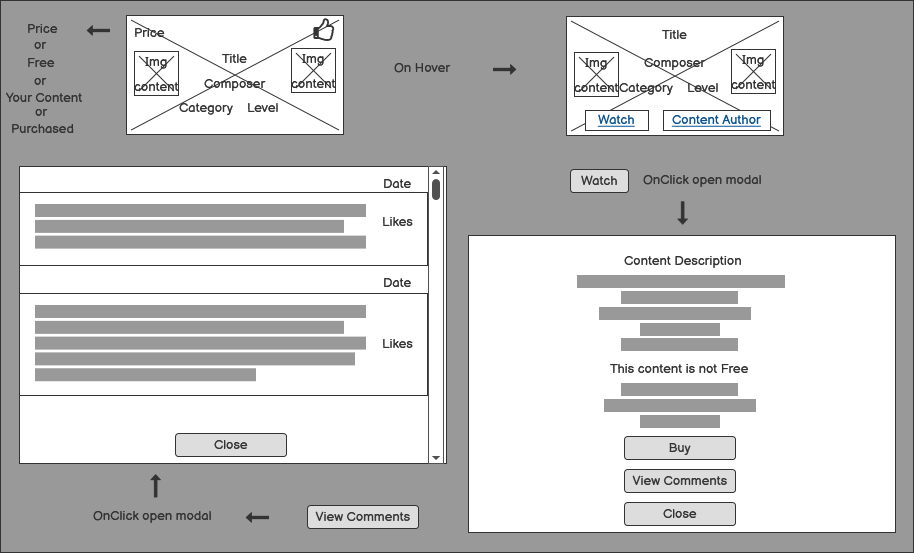 Price
or
Free
or
Your Content
or
Purchased
Price
Title
Img
content
Img
content
Composer
Category Level
On Hover
Title
Img
content
Img
content
Composer
Category Level
Watch
Content Author
Watch
OnClick open modal
Date
Likes
Date
Likes
Close
Content Description
This content is not Free
Buy
View Comments
Close
OnClick open modal
View Comments